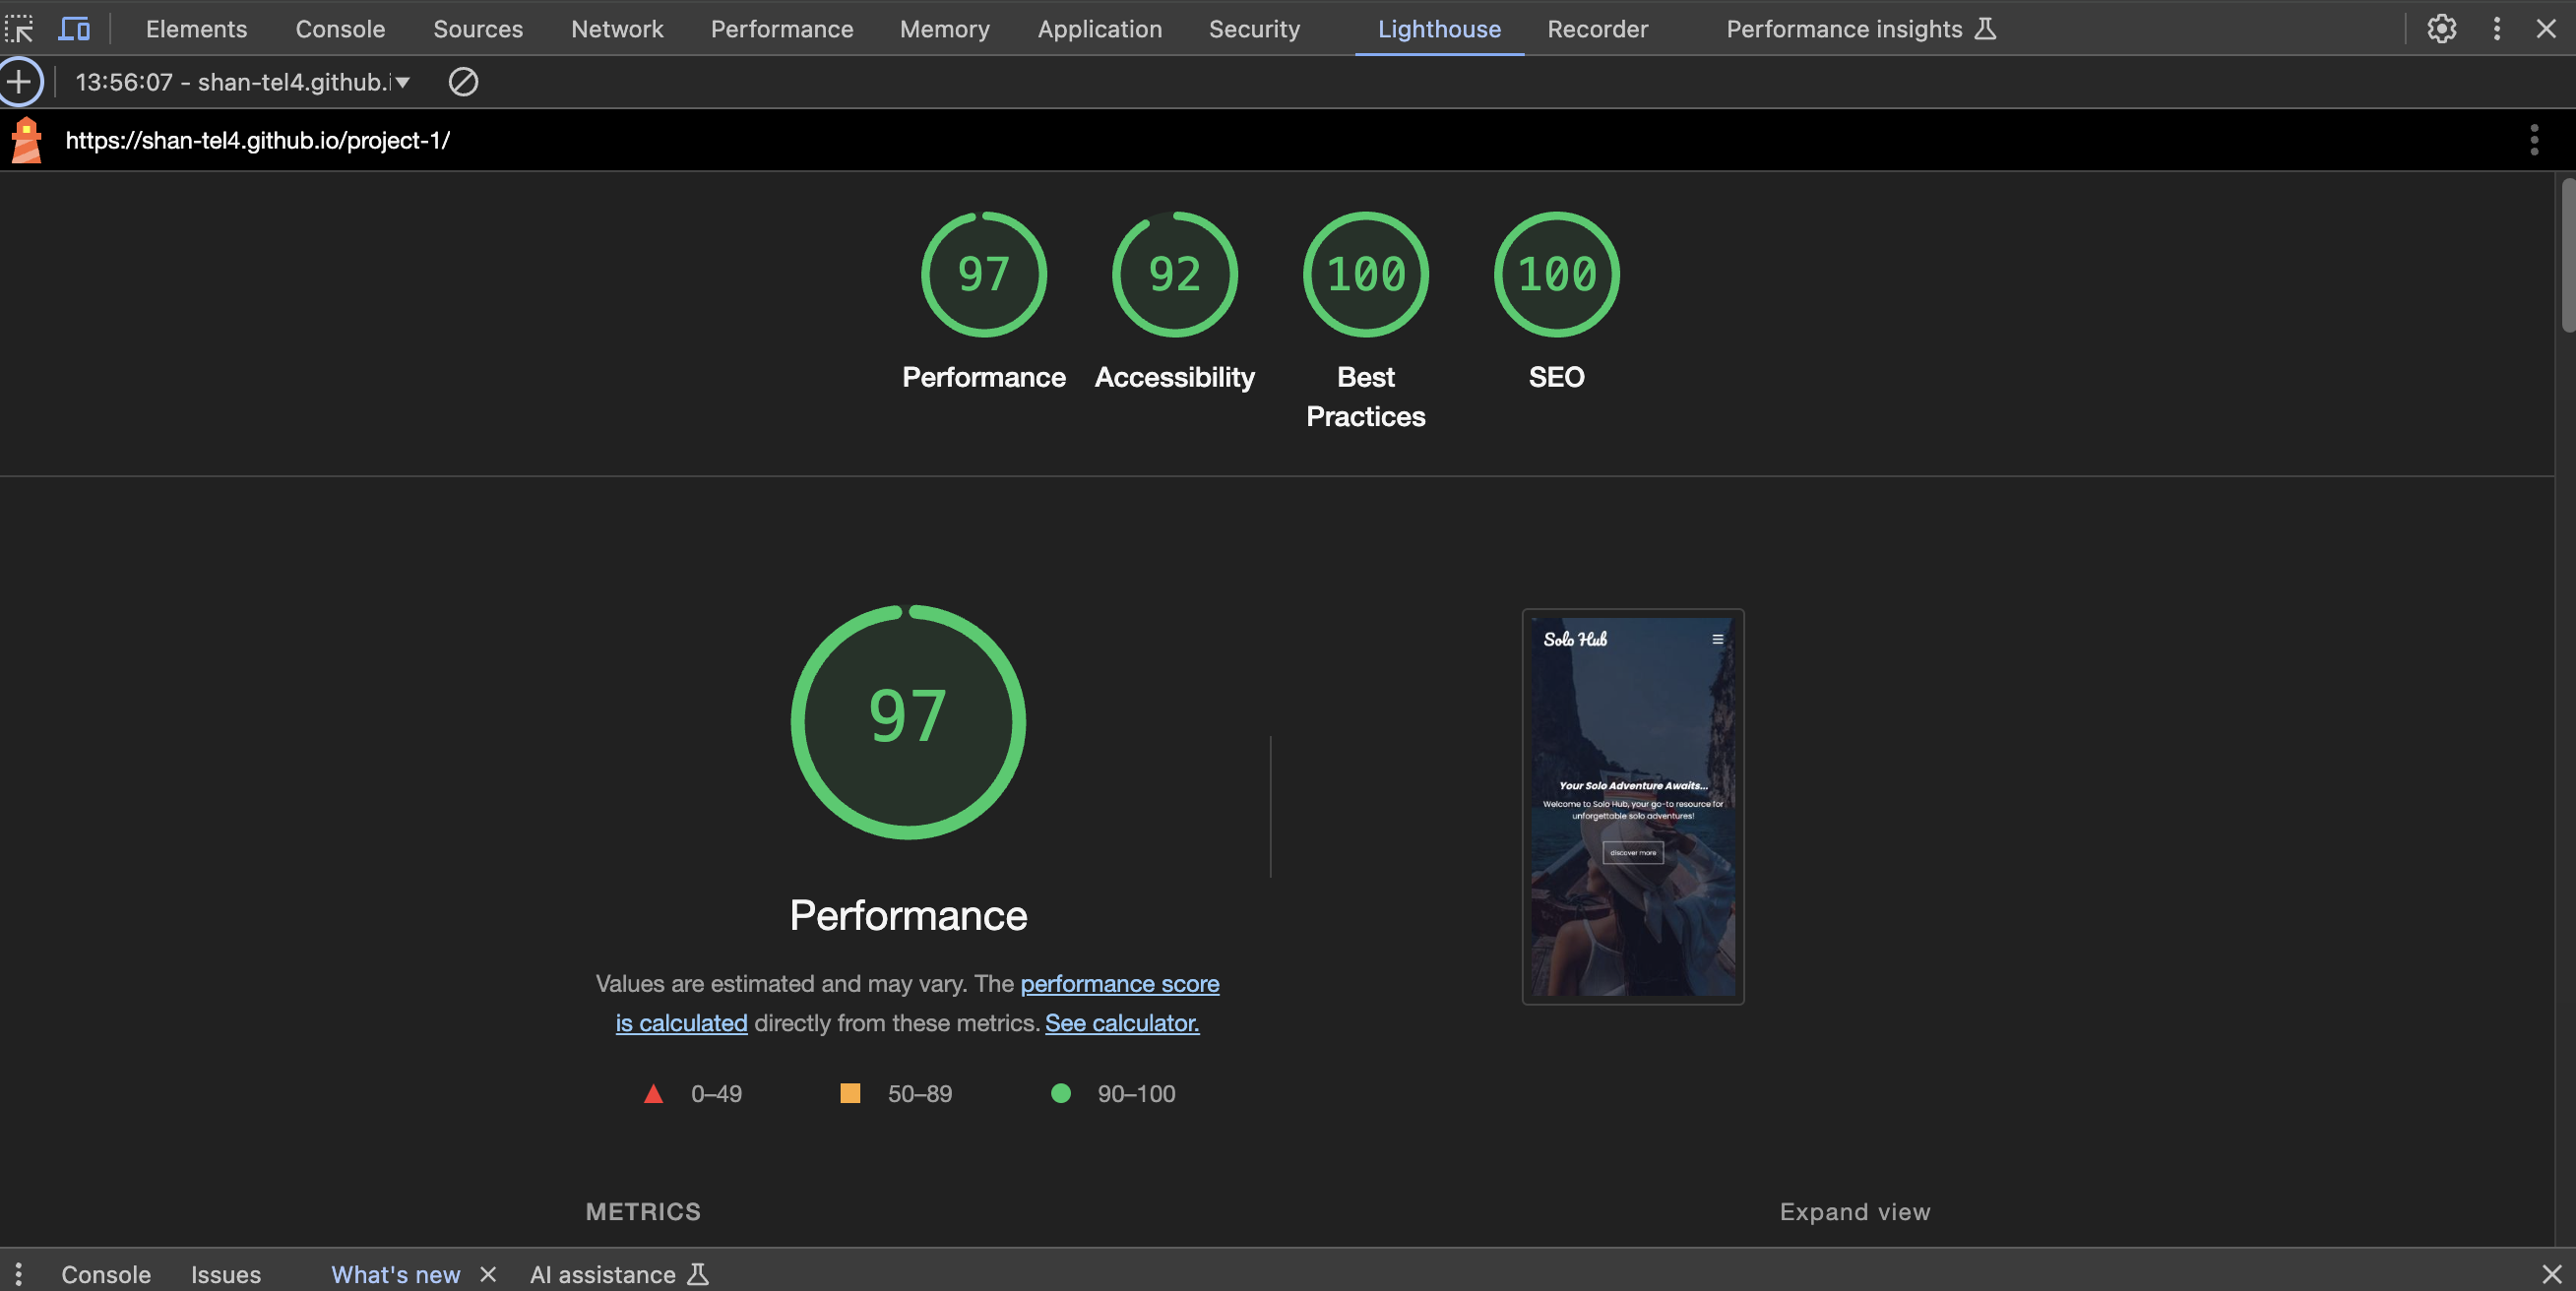 Elements Console Sources Network Performance Memory Application Security Lighthouse Recorder Performance insights
13:56:07 - shan-tel4.github.i
https://shan-tel4.github.io/project-1/
97 92 100 100
Performance Accessibility Best Practices SEO
97
Performance
Values are estimated and may vary. The performance score
is calculated directly from these metrics. See calculator.
0–49 50–89 90–100
Solo Hub
Your Solo Adventure Awaits...
Welcome to Solo Hub, your go-to resource for
unforgettable solo adventures!
discover more
METRICS
Expand view
Console Issues What's new AI assistance